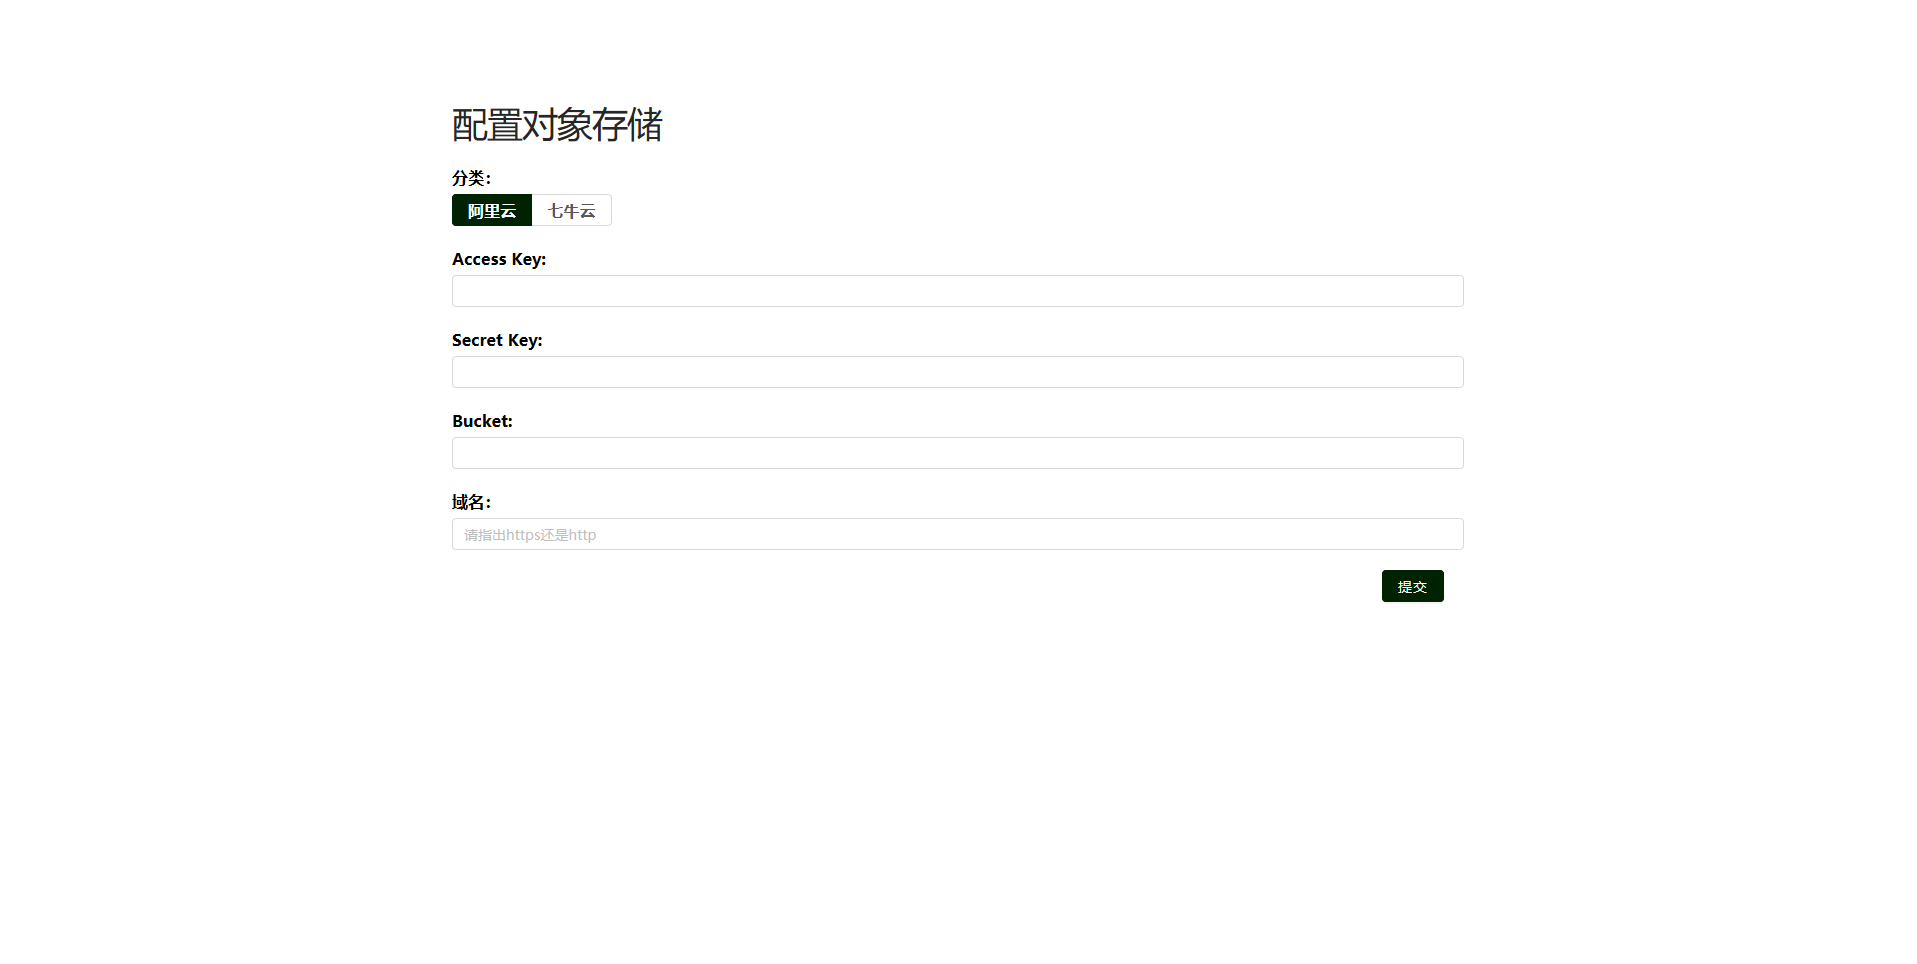 配置对象存储
分类：
阿里云 七牛云
Access Key:
Secret Key:
Bucket:
域名：
请指出https还是http
提交